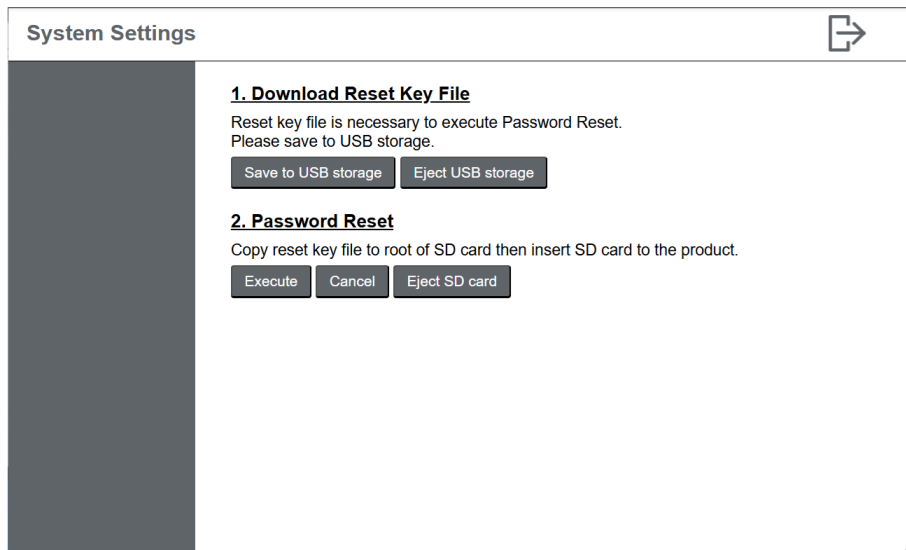 System Settings
1. Download Reset Key File
Reset key file is necessary to execute Password Reset.
Please save to USB storage.
Save to USB storage Eject USB storage
2. Password Reset
Copy reset key file to root of SD card then insert SD card to the product.
Execute Cancel Eject SD card